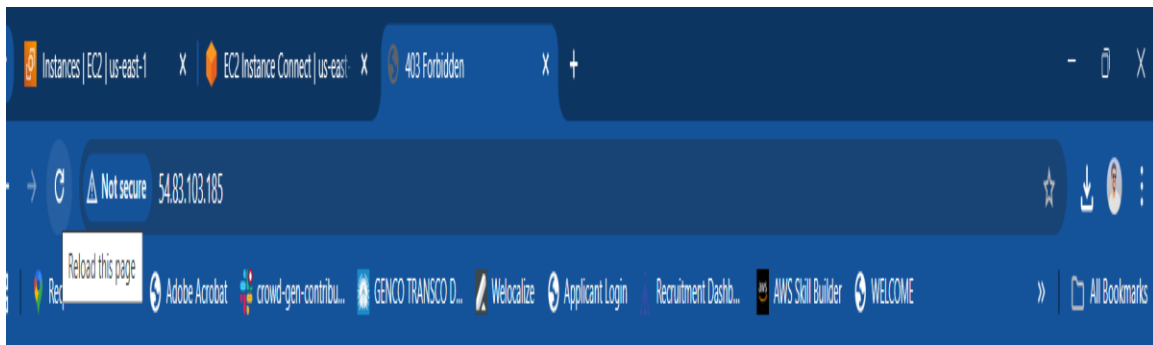 Instances | EC2 | us-east-1 X EC2 Instance Connect | us-east- X 403 Forbidden X +
Not secure 54.83.103.185
Reload this page
Adobe Acrobat crowd-gen-contribu... GENCO TRANSCO D... Welocalize Applicant Login Recruitment Dashb... aws AWS Skill Builder WELCOME » All Bookmarks